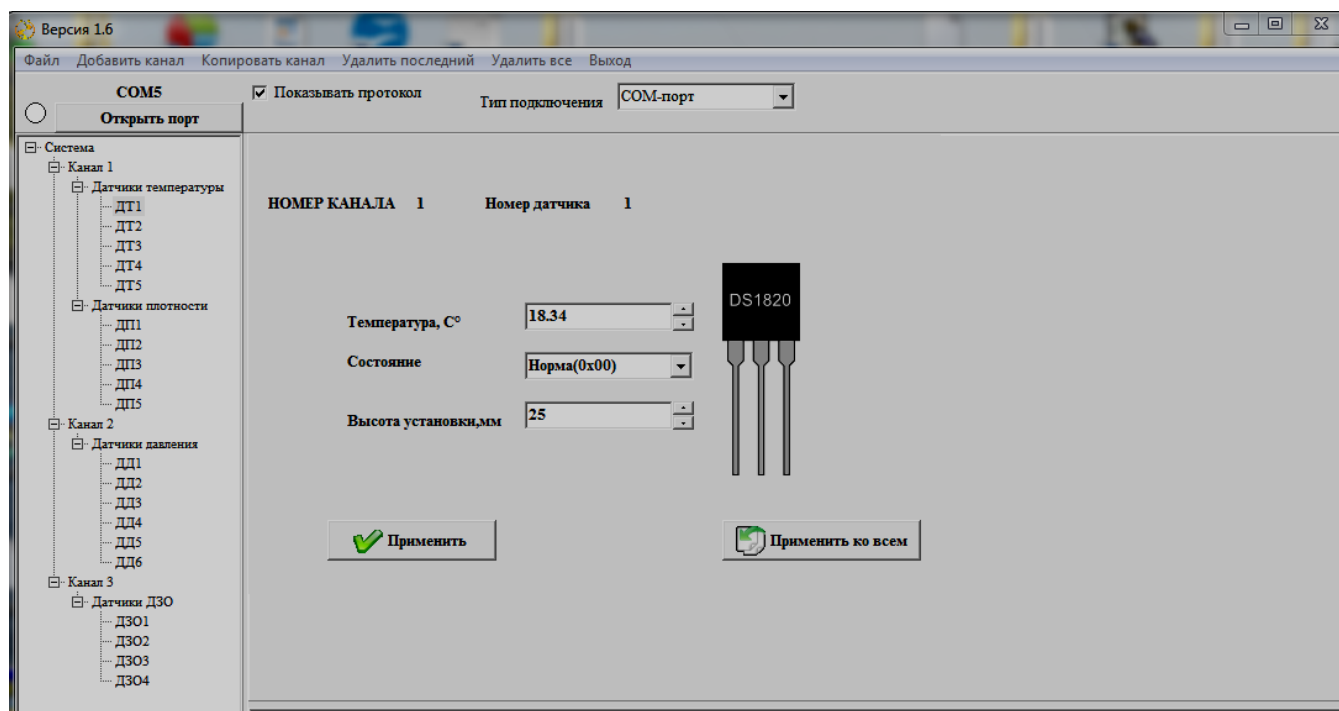 Версия 1.6
Файл Добавить канал Копировать канал Удалить последний Удалить все Выход
COM5
Открыть порт
Показывать протокол
Тип подключения
COM-порт
Система
Канал 1
Датчики температуры
ДТ1
ДТ2
ДТ3
ДТ4
ДТ5
Датчики плотности
ДП1
ДП2
ДП3
ДП4
ДП5
Канал 2
Датчики давления
ДД1
ДД2
ДД3
ДД4
ДД5
ДД6
Канал 3
Датчики ДЗО
ДЗО1
ДЗО2
ДЗО3
ДЗО4
НОМЕР КАНАЛА 1 Номер датчика 1
Температура, С° 18.34
Состояние Норма(0x00)
Высота установки,мм 25
DS1820
Применить
Применить ко всем